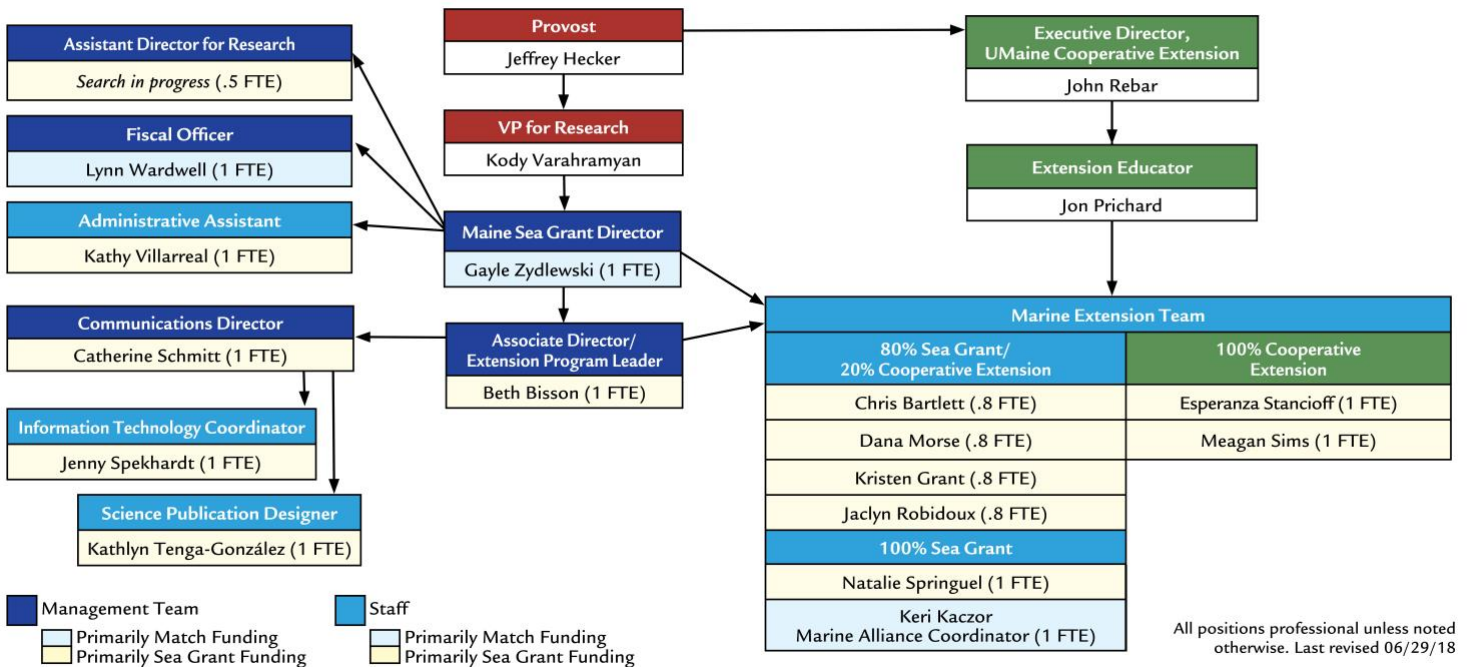 Assistant Director for Research
Search in progress (.5 FTE)
Fiscal Officer
Lynn Wardwell (1 FTE)
Administrative Assistant
Kathy Villarreal (1 FTE)
Communications Director
Catherine Schmitt (1 FTE)
Information Technology Coordinator
Jenny Spekhardt (1 FTE)
Science Publication Designer
Kathlyn Tenga-González (1 FTE)
Provost
Jeffrey Hecker
VP for Research
Kody Varahramyan
Maine Sea Grant Director
Gayle Zydlewski (1 FTE)
Associate Director/
Extension Program Leader
Beth Bisson (1 FTE)
Executive Director,
UMaine Cooperative Extension
John Rebar
Extension Educator
Jon Prichard
Marine Extension Team
80% Sea Grant/
20% Cooperative Extension
Chris Bartlett (.8 FTE)
Dana Morse (.8 FTE)
Kristen Grant (.8 FTE)
Jaclyn Robidoux (.8 FTE)
100% Sea Grant
Natalie Springuel (1 FTE)
Keri Kaczor
Marine Alliance Coordinator (1 FTE)
100% Cooperative
Extension
Esperanza Stancioff (1 FTE)
Meagan Sims (1 FTE)
Management Team
Primarily Match Funding
Primarily Sea Grant Funding
Staff
Primarily Match Funding
Primarily Sea Grant Funding
All positions professional unless noted
otherwise. Last revised 06/29/18